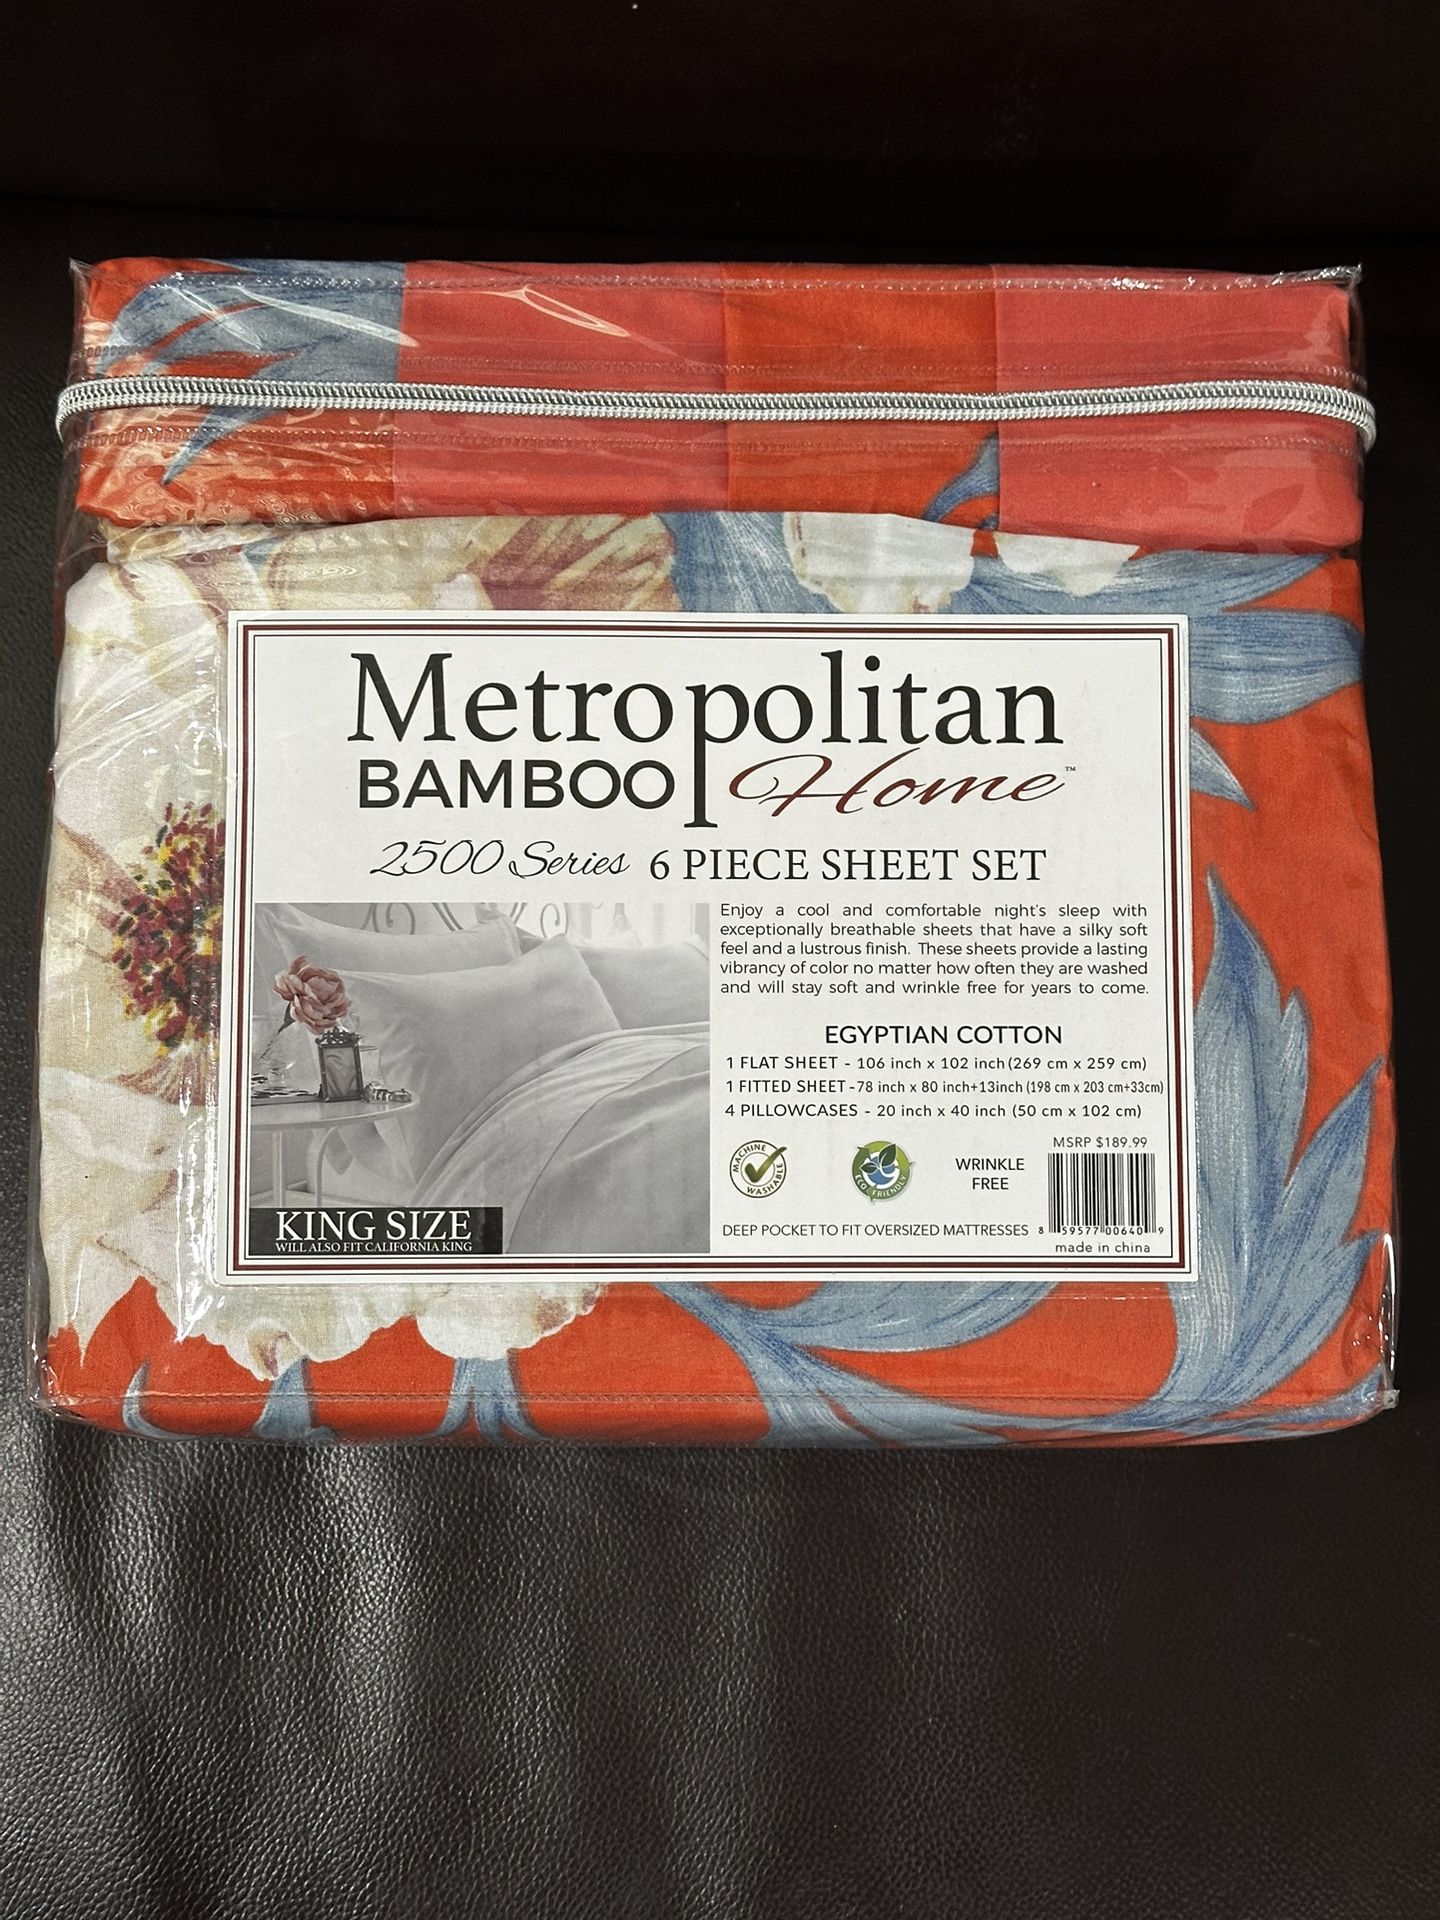 Metropolitan
BAMBOO Home™
2500 Series 6 PIECE SHEET SET
Enjoy a cool and comfortable night's sleep with
exceptionally breathable sheets that have a silky soft
feel and a lustrous finish. These sheets provide a lasting
vibrancy of color no matter how often they are washed
and will stay soft and wrinkle free for years to come.
EGYPTIAN COTTON
1 FLAT SHEET - 106 inch x 102 inch (269 cm x 259 cm)
1 FITTED SHEET-78 inch x 80 inch+13inch (198 cm x 203 cm+33cm)
4 PILLOWCASES - 20 inch x 40 inch (50 cm x 102 cm)
MACHINE WASHABLE
ECO FRIENDLY
WRINKLE
FREE
MSRP $189.99
DEEP POCKET TO FIT OVERSIZED MATTRESSES
8 59577 00640 9
made in china
KING SIZE
WILL ALSO FIT CALIFORNIA KING